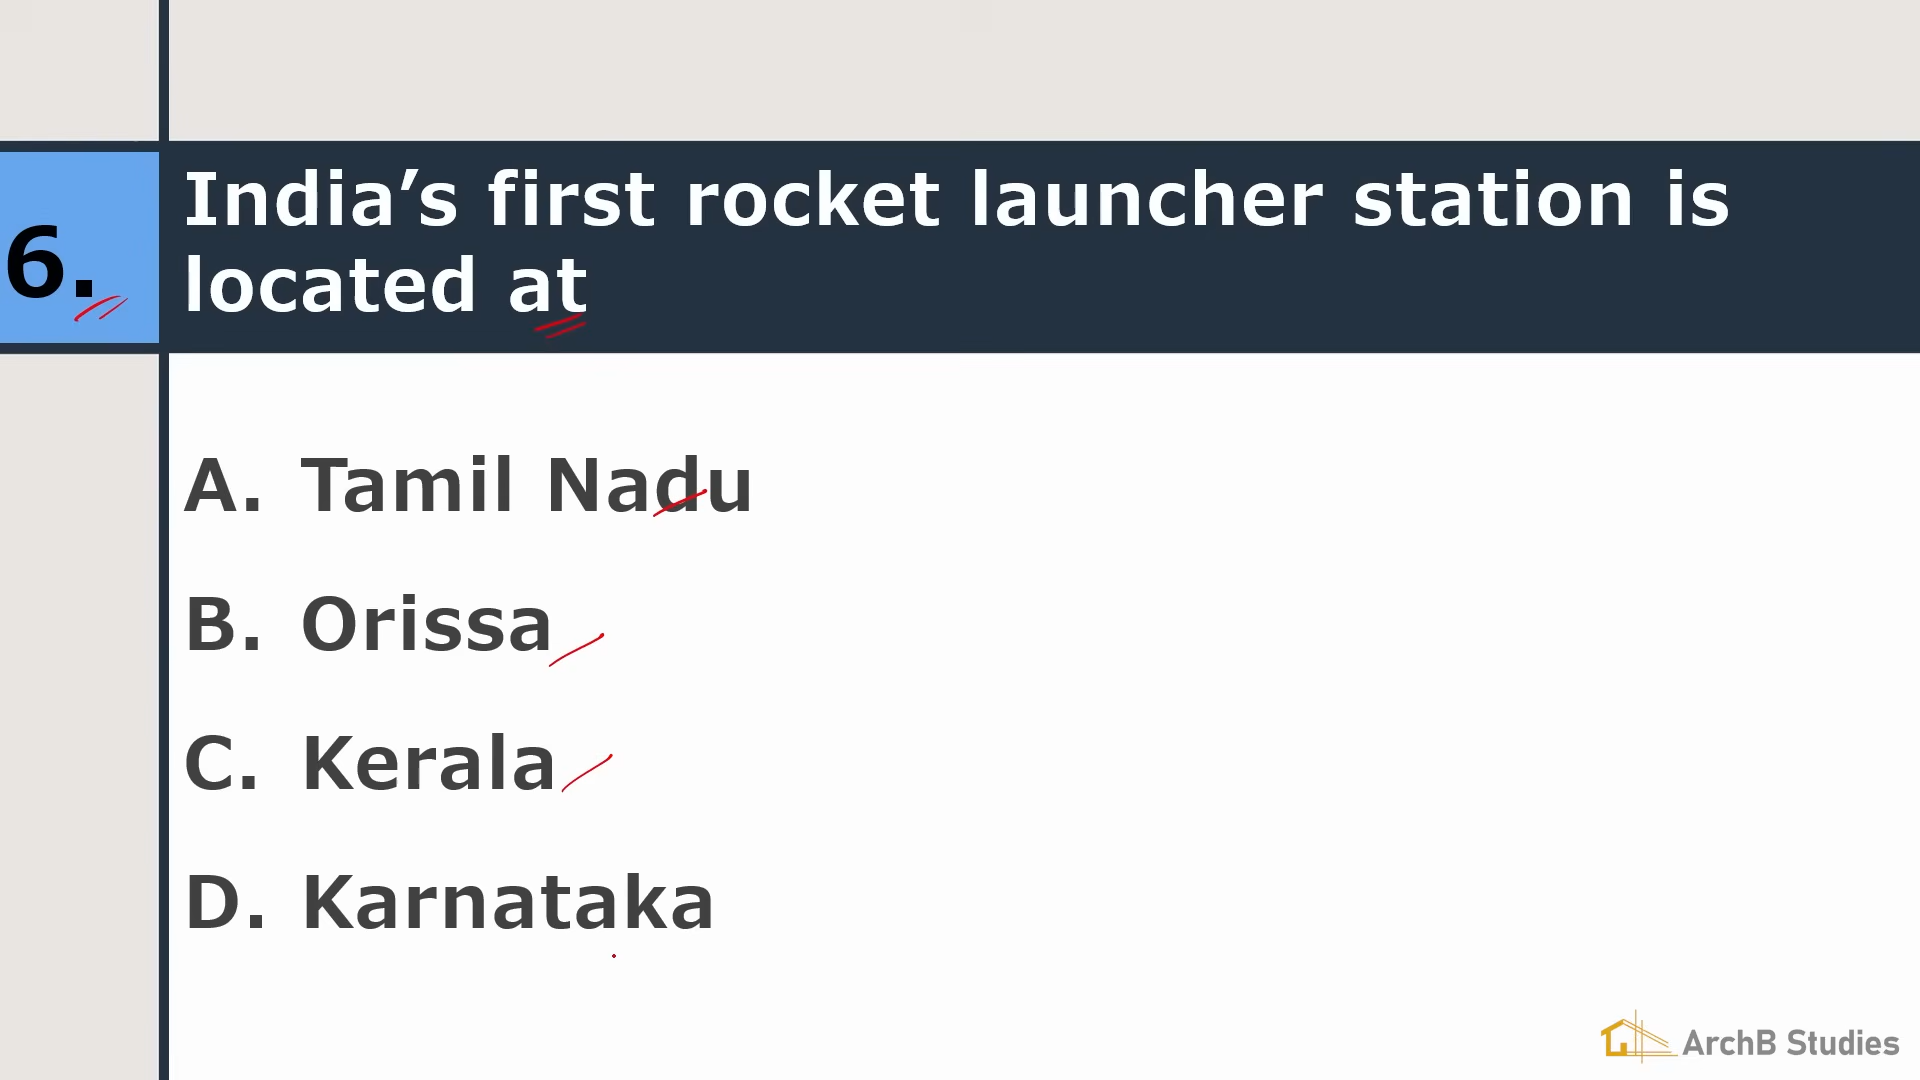 6.
India’s first rocket launcher station is
located at
A. Tamil Nadu
B. Orissa
C. Kerala
D. Karnataka
ArchB Studies